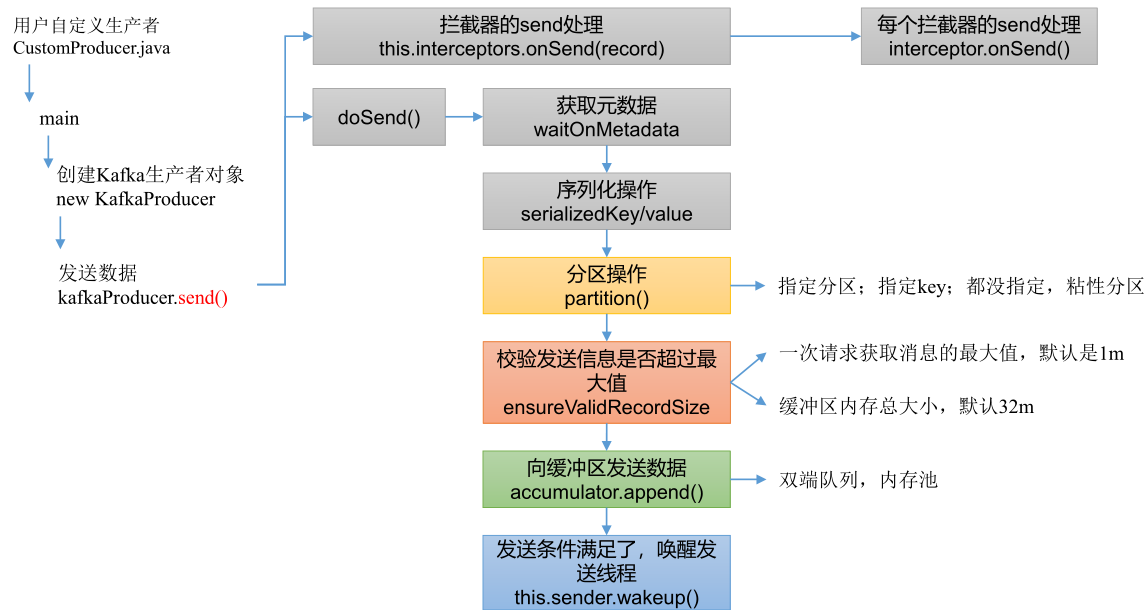 用户自定义生产者
CustomProducer.java
main
创建Kafka生产者对象
new KafkaProducer
发送数据
kafkaProducer.send()
拦截器的send处理
this.interceptors.onSend(record)
每个拦截器的send处理
interceptor.onSend()
doSend()
获取元数据
waitOnMetadata
序列化操作
serializedKey/value
分区操作
partition()
指定分区；指定key；都没指定，粘性分区
校验发送信息是否超过最
大值
ensureValidRecordSize
一次请求获取消息的最大值，默认是1m
缓冲区内存总大小，默认32m
向缓冲区发送数据
accumulator.append()
双端队列，内存池
发送条件满足了，唤醒发
送线程
this.sender.wakeup()